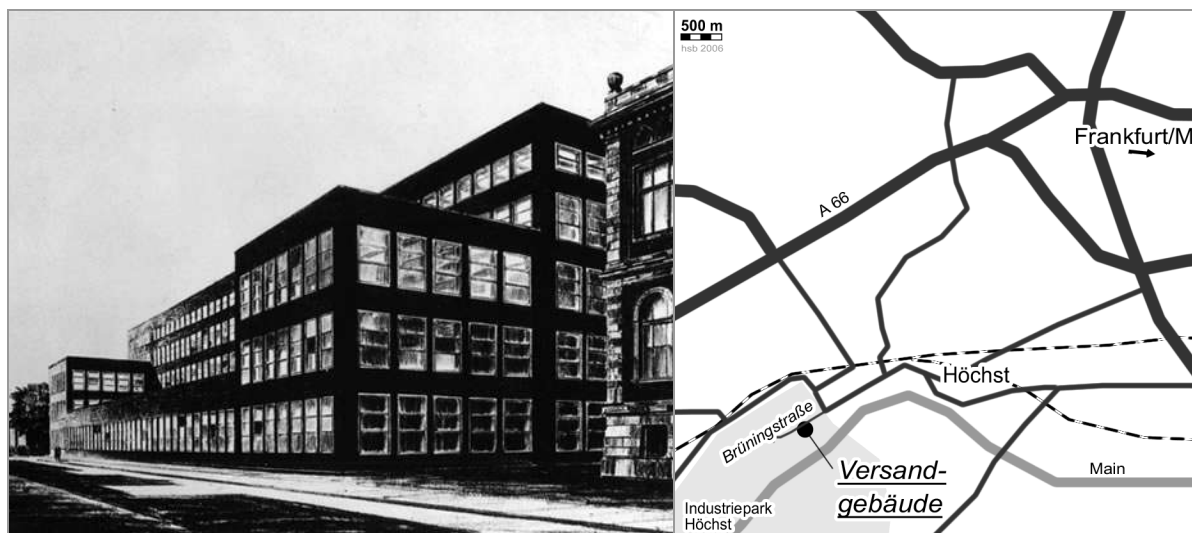 500 m
hsb 2006
Frankfurt/M
A 66
Höchst
Brüningstraße
Versand-
gebäude
Main
Industriepark
Höchst